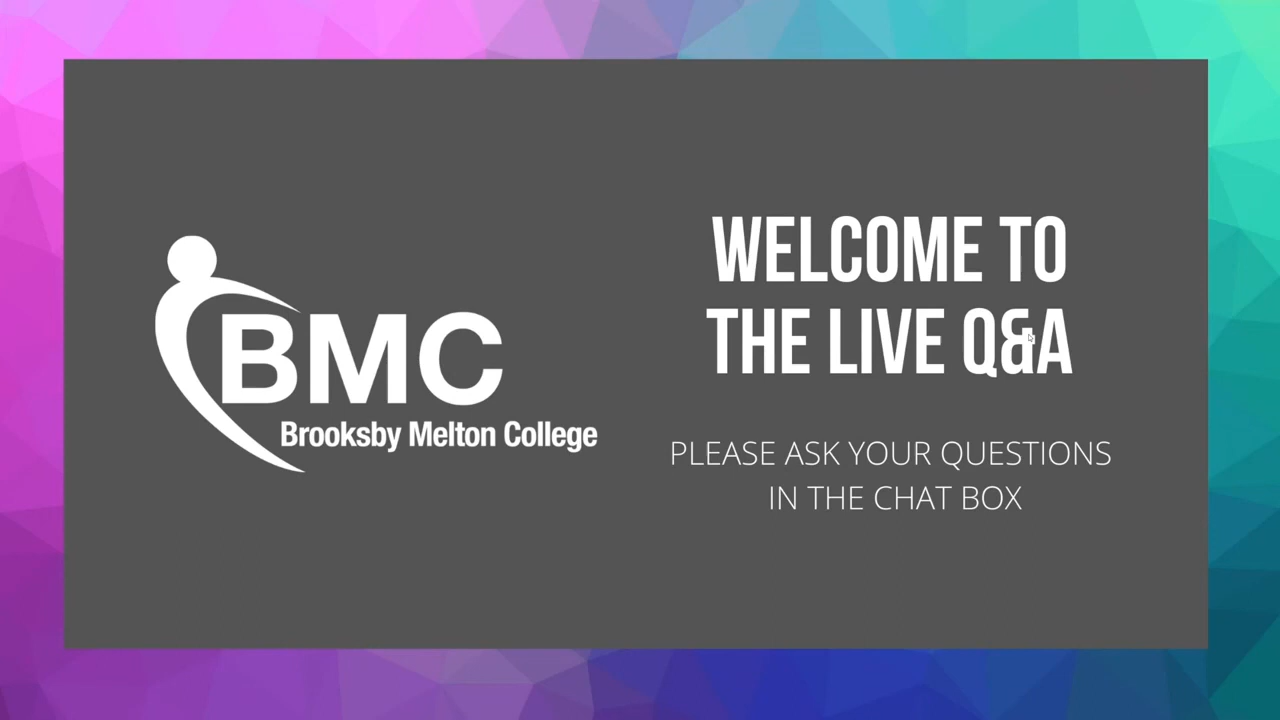 BMC
Brooksby Melton College
WELCOME TO
THE LIVE Q&A
PLEASE ASK YOUR QUESTIONS
IN THE CHAT BOX